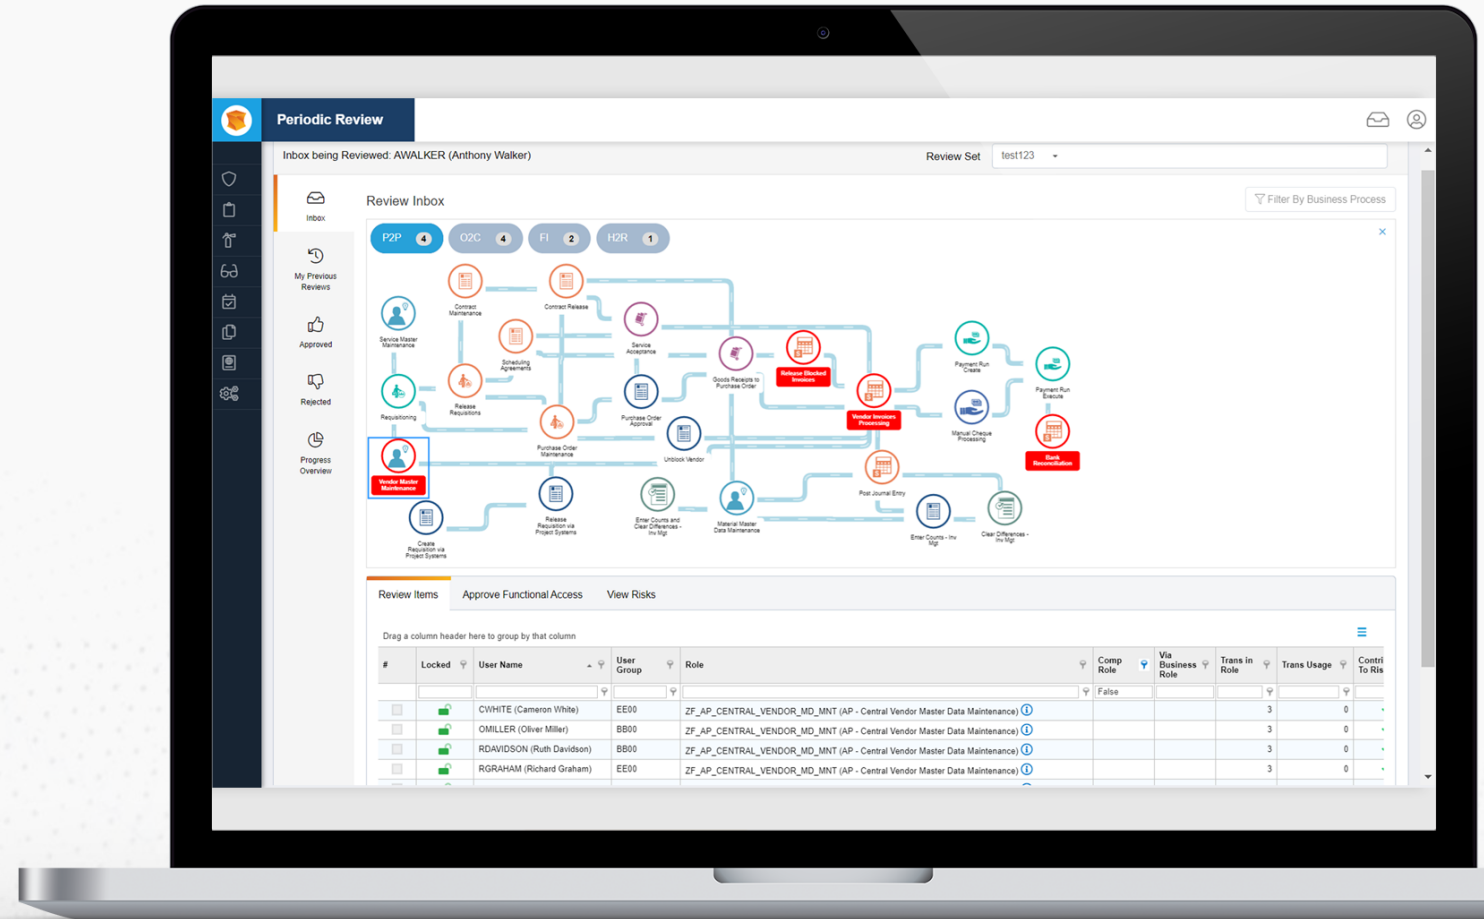 Periodic Review
Inbox being Reviewed: AWALKER (Anthony Walker)
Review Set
test123
Inbox
My Previous
Reviews
Approved
Rejected
Progress
Overview
Review Inbox
Filter By Business Process
P2P 4
O2C 4
FI 2
H2R 1
Contract
Maintenance
Contract Release
Service Master
Maintenance
Scheduling
Agreements
Service
Acceptance
Goods Receipts to
Purchase Order
Release Blocked
Invoices
Payment Run
Create
Payment Run
Execute
Requisitioning
Release
Requisitions
Purchase Order
Approval
Vendor Invoices
Processing
Manual Cheque
Processing
Purchase Order
Maintenance
Unblock Vendor
Bank
Reconciliation
Vendor Master
Maintenance
Post Journal Entry
Create
Requisition via
Project Systems
Release
Requisition via
Project Systems
Enter Counts and
Clear Differences -
Inv Mgt
Material Master
Data Maintenance
Enter Counts - Inv
Mgt
Clear Differences -
Inv Mgt
Review Items
Approve Functional Access
View Risks
Drag a column header here to group by that column
# Locked User Name User Group Role Comp Role Via Business Role Trans in Role Trans Usage Contri To Ris
False
CWHITE (Cameron White) EE00 ZF_AP_CENTRAL_VENDOR_MD_MNT (AP - Central Vendor Master Data Maintenance) 3 0
OMILLER (Oliver Miller) BB00 ZF_AP_CENTRAL_VENDOR_MD_MNT (AP - Central Vendor Master Data Maintenance) 3 0
RDAVIDSON (Ruth Davidson) BB00 ZF_AP_CENTRAL_VENDOR_MD_MNT (AP - Central Vendor Master Data Maintenance) 3 0
RGRAHAM (Richard Graham) EE00 ZF_AP_CENTRAL_VENDOR_MD_MNT (AP - Central Vendor Master Data Maintenance) 3 0